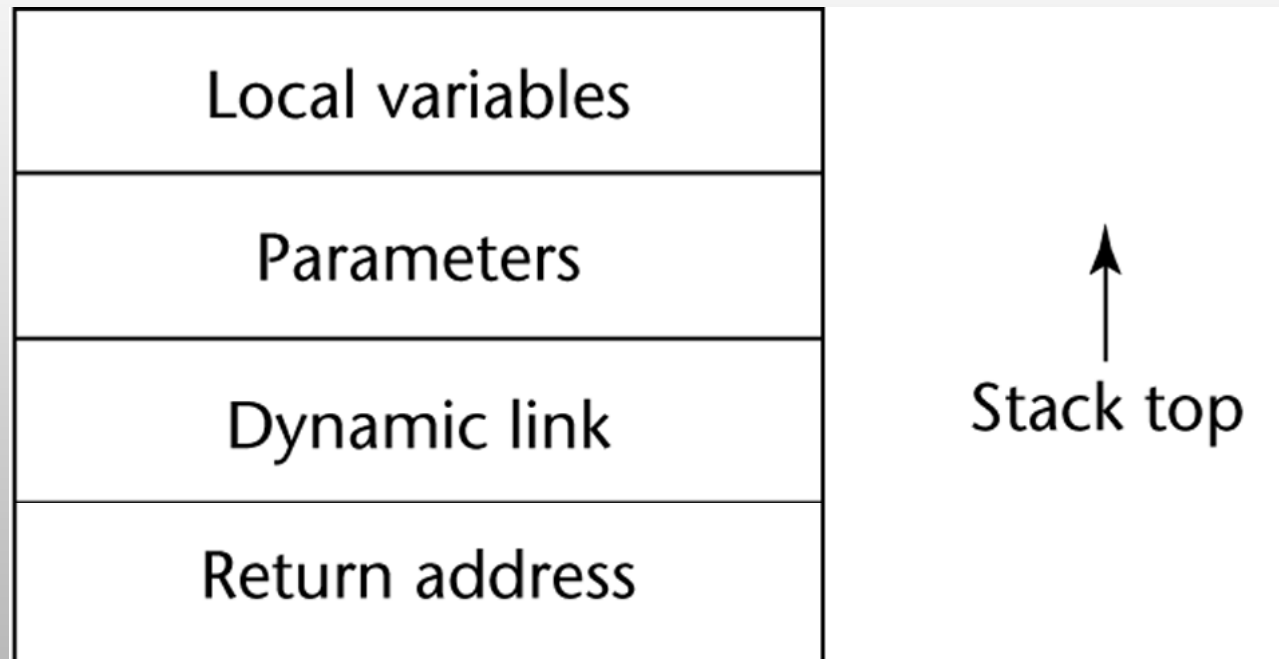 Local variables
Parameters
Dynamic link
Stack top
Return address